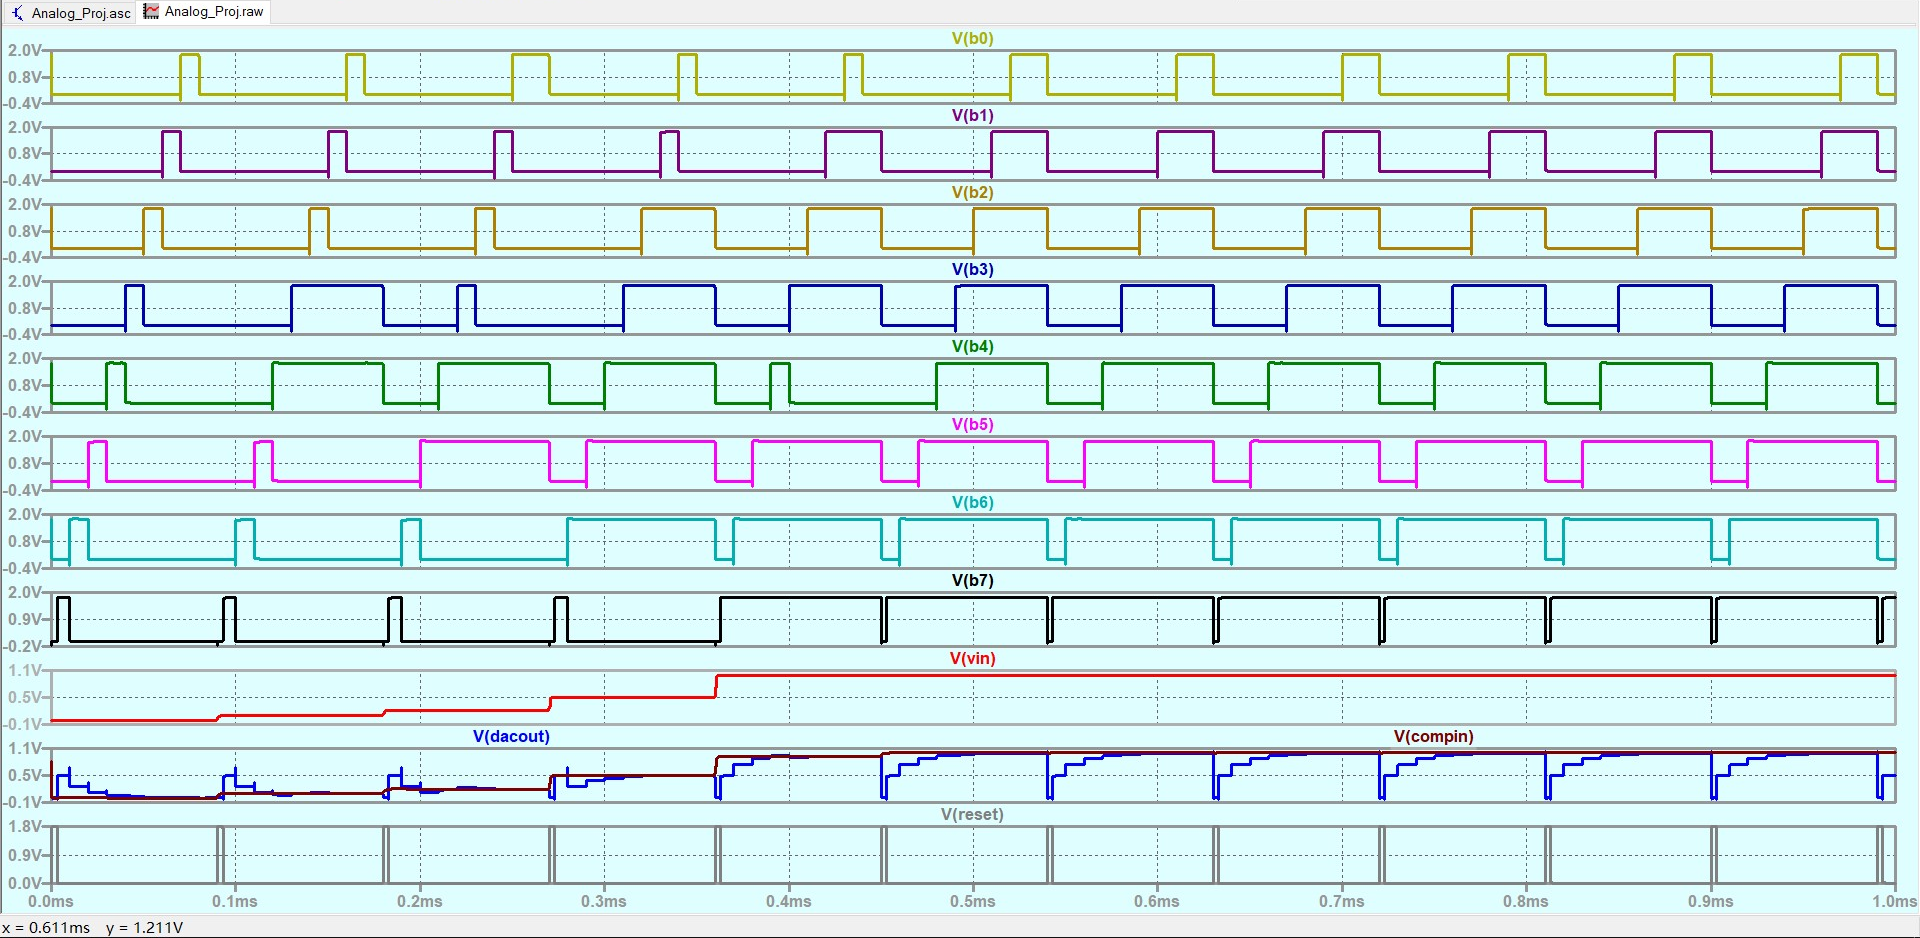 Analog_Proj.asc Analog_Proj.raw
V(b0)
2.0V
0.8V
-0.4V
V(b1)
2.0V
0.8V
-0.4V
V(b2)
2.0V
0.8V
-0.4V
V(b3)
2.0V
0.8V
-0.4V
V(b4)
2.0V
0.8V
-0.4V
V(b5)
2.0V
0.8V
-0.4V
V(b6)
2.0V
0.8V
-0.4V
V(b7)
2.0V
0.9V
-0.2V
V(vin)
1.1V
0.5V
-0.1V
V(dacout) V(compin)
1.1V
0.5V
-0.1V
V(reset)
1.8V
0.9V
0.0V
0.0ms 0.1ms 0.2ms 0.3ms 0.4ms 0.5ms 0.6ms 0.7ms 0.8ms 0.9ms 1.0ms
x = 0.611ms y = 1.211V